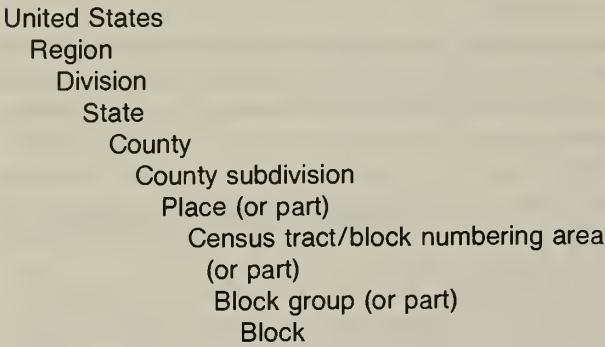 United States
Region
Division
State
County
County subdivision
Place (or part)
Census tract/block numbering area
(or part)
Block group (or part)
Block